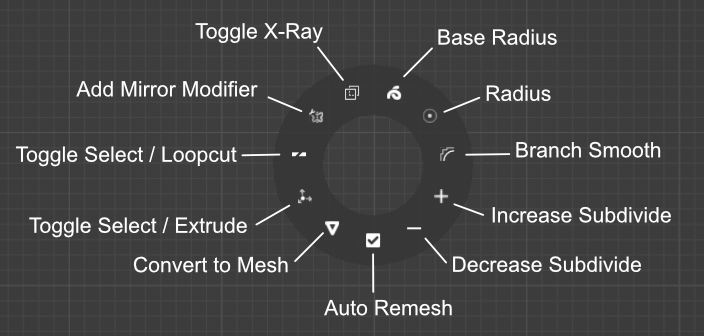 Toggle X-Ray
Base Radius
Add Mirror Modifier
Radius
Toggle Select / Loopcut
Branch Smooth
Toggle Select / Extrude
Increase Subdivide
Convert to Mesh
Decrease Subdivide
Auto Remesh